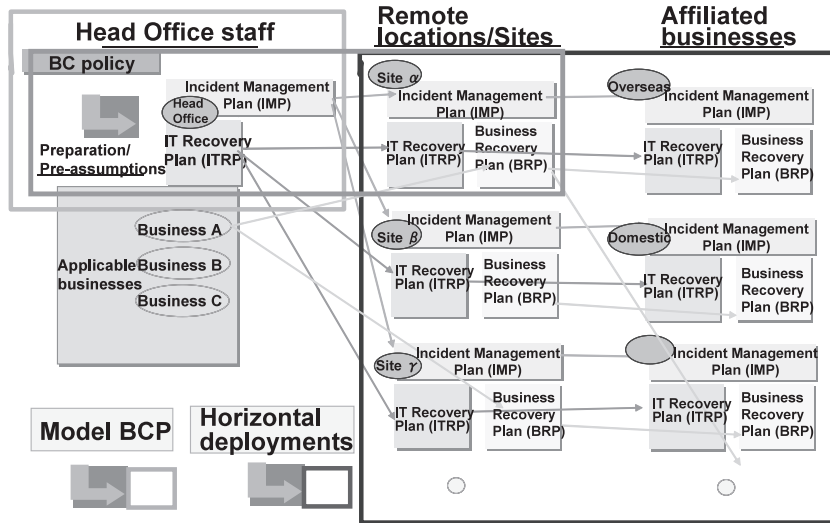 Head Office staff
Remote
locations/Sites
Affiliated
businesses
BC policy
Incident Management
Plan (IMP)
Head
Office
IT Recovery
Plan (ITRP)
Preparation/
Pre-assumptions
Applicable
businesses
Business A
Business B
Business C
Site α
Incident Management
Plan (IMP)
IT Recovery
Plan (ITRP)
Business
Recovery
Plan (BRP)
Overseas
Incident Management
Plan (IMP)
IT Recovery
Plan (ITRP)
Business
Recovery
Plan (BRP)
Site β
Incident Management
Plan (IMP)
IT Recovery
Plan (ITRP)
Business
Recovery
Plan (BRP)
Domestic
Incident Management
Plan (IMP)
IT Recovery
Plan (ITRP)
Business
Recovery
Plan (BRP)
Site γ
Incident Management
Plan (IMP)
IT Recovery
Plan (ITRP)
Business
Recovery
Plan (BRP)
Incident Management
Plan (IMP)
IT Recovery
Plan (ITRP)
Business
Recovery
Plan (BRP)
Model BCP
Horizontal
deployments